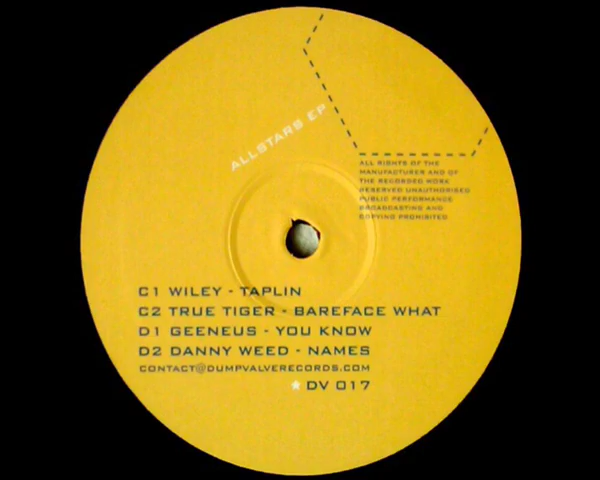 ALLSTARS EP
ALL RIGHTS OF THE
MANUFACTURER AND OF
THE RECORDED WORK
RESERVED UNAUTHORISED
PUBLIC PERFORMANCE
BROADCASTING AND
COPYING PROHIBITED
C1 WILEY - TAPLIN
C2 TRUE TIGER - BAREFACE WHAT
D1 GEENEUS - YOU KNOW
D2 DANNY WEED - NAMES
CONTACT@DUMPVALVERECORDS.COM
* DV 017